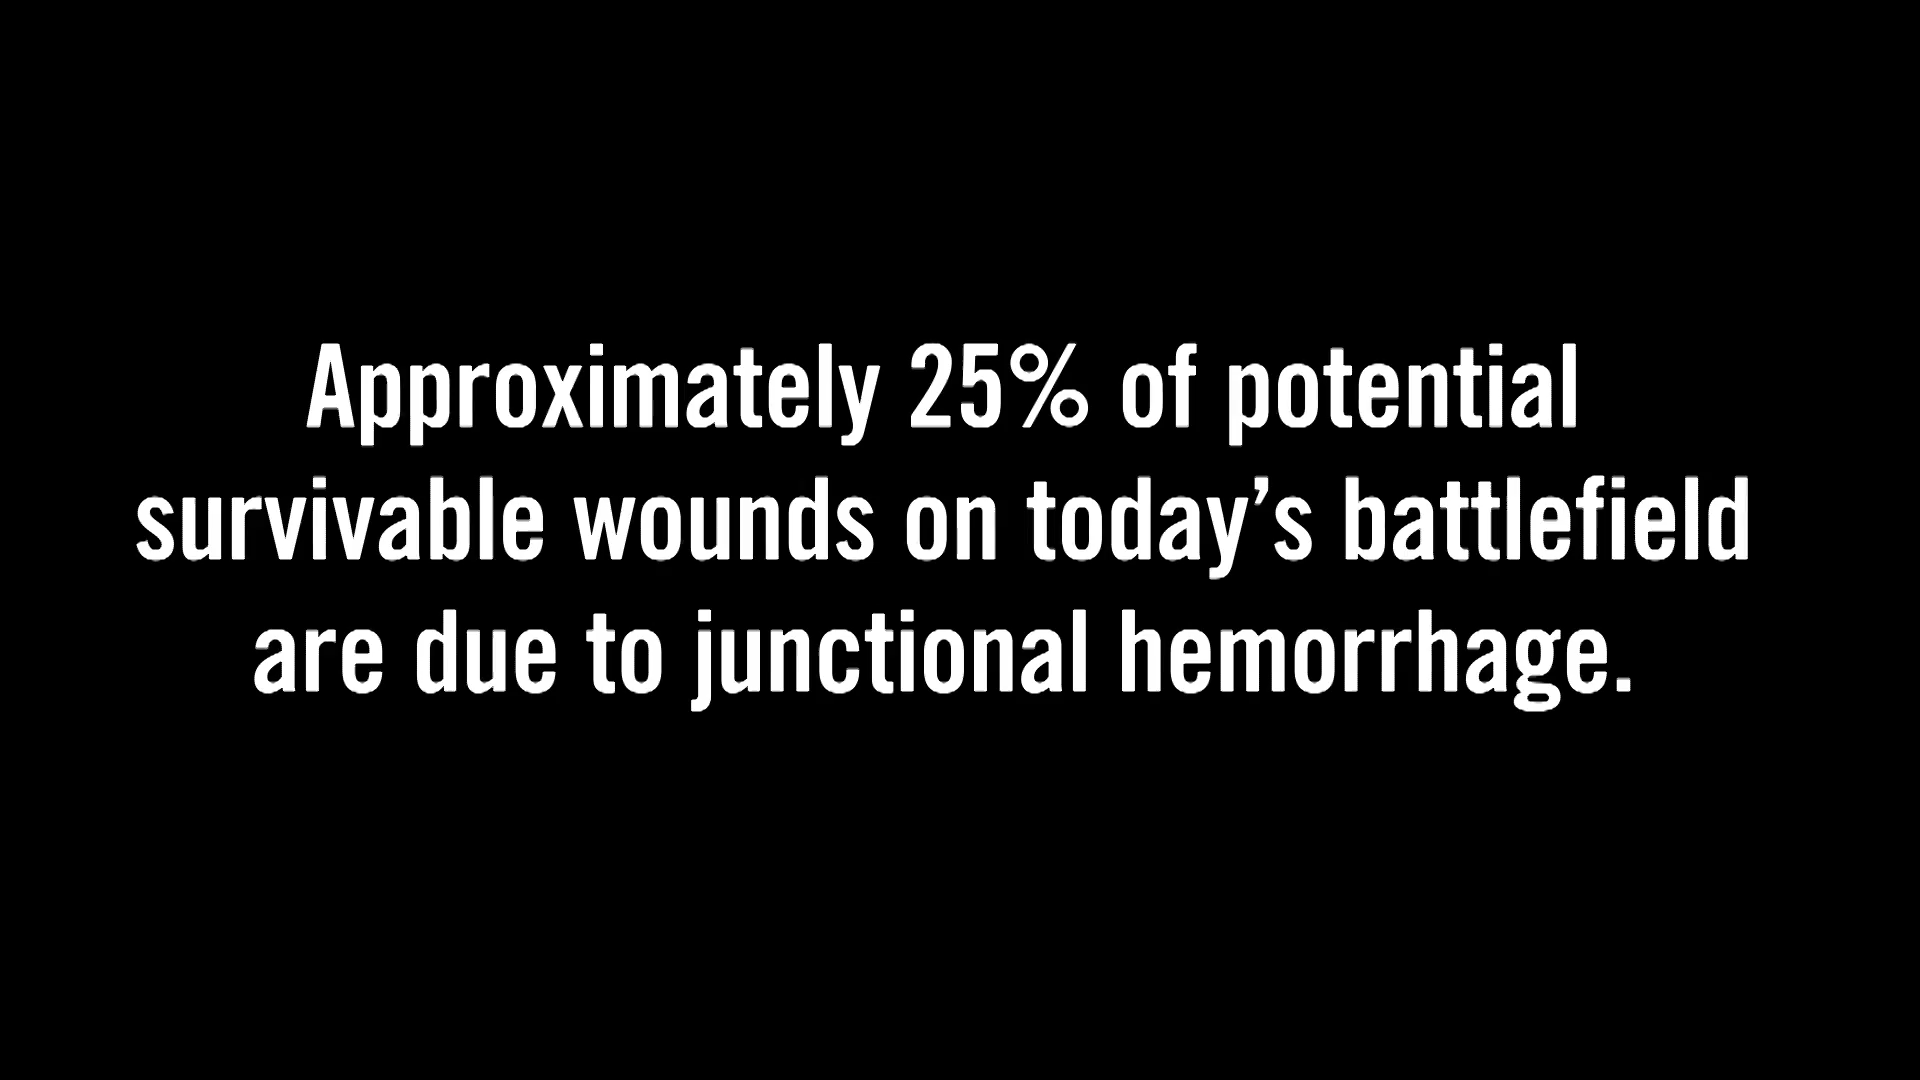 Approximately 25% of potential
survivable wounds on today’s battlefield
are due to junctional hemorrhage.